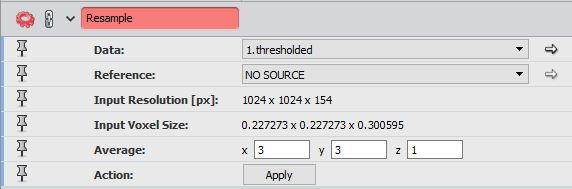 Resample
Data: 1.thresholded
Reference: NO SOURCE
Input Resolution [px]: 1024 x 1024 x 154
Input Voxel Size: 0.227273 x 0.227273 x 0.300595
Average: x 3 y 3 z 1
Action: Apply